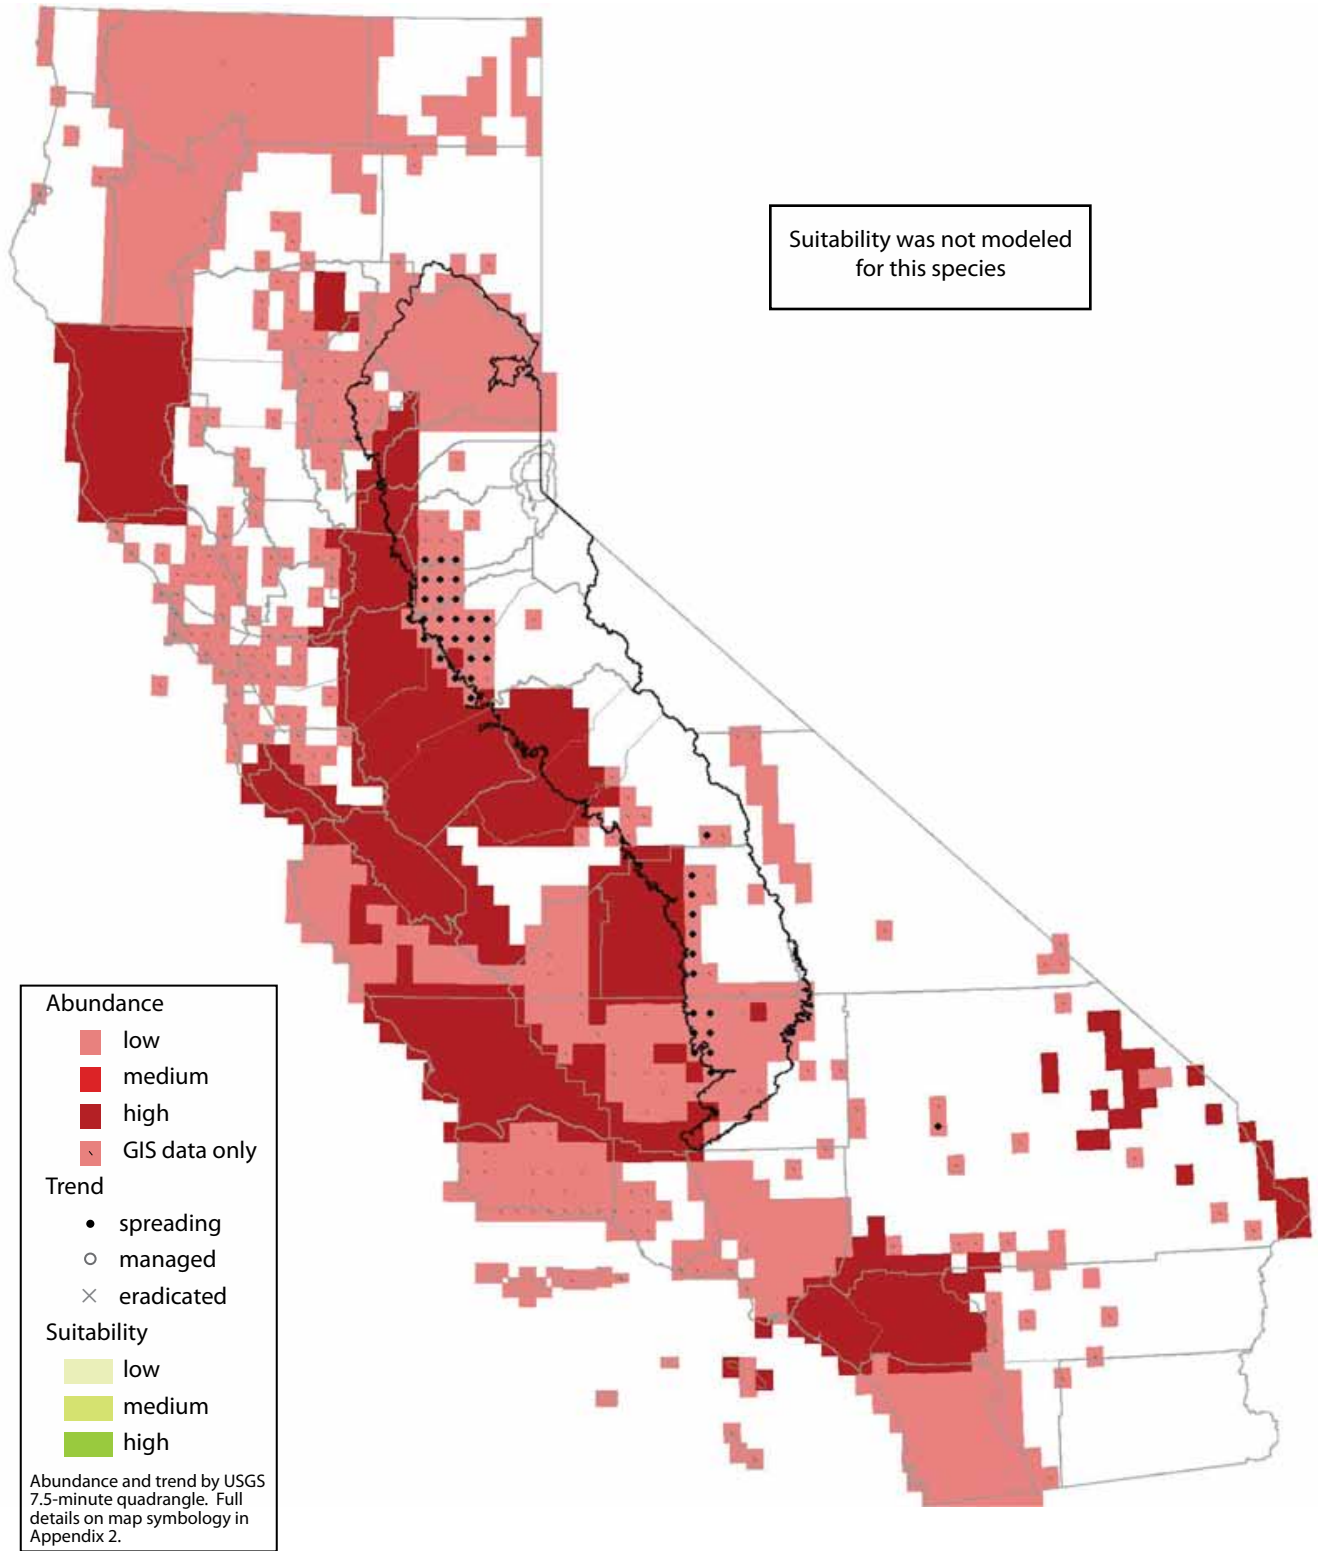 Suitability was not modeled
for this species
Abundance
low
medium
high
GIS data only
Trend
spreading
managed
eradicated
Suitability
low
medium
high
Abundance and trend by USGS
7.5-minute quadrangle. Full
details on map symbology in
Appendix 2.